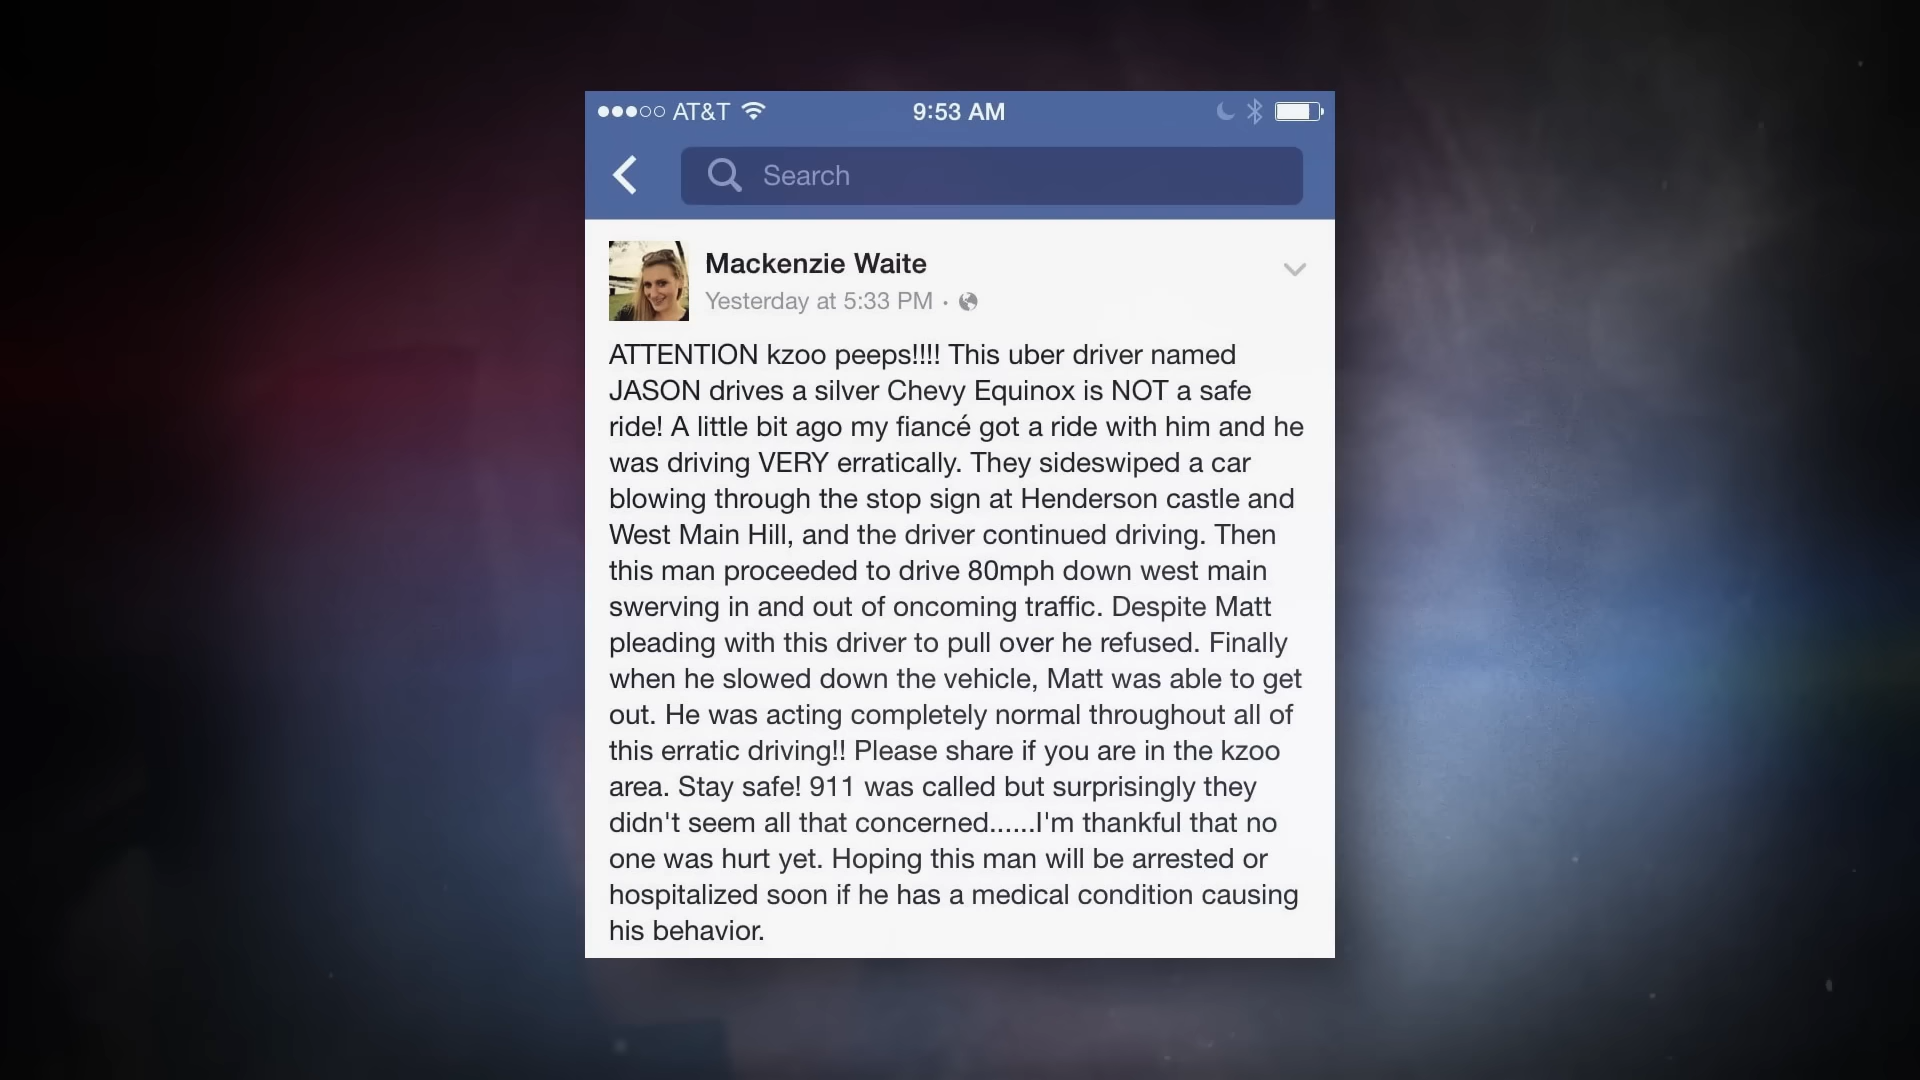 AT&T 9:53 AM
Search
Mackenzie Waite
Yesterday at 5:33 PM ·
ATTENTION kzoo peeps!!!! This uber driver named
JASON drives a silver Chevy Equinox is NOT a safe
ride! A little bit ago my fiancé got a ride with him and he
was driving VERY erratically. They sideswiped a car
blowing through the stop sign at Henderson castle and
West Main Hill, and the driver continued driving. Then
this man proceeded to drive 80mph down west main
swerving in and out of oncoming traffic. Despite Matt
pleading with this driver to pull over he refused. Finally
when he slowed down the vehicle, Matt was able to get
out. He was acting completely normal throughout all of
this erratic driving!! Please share if you are in the kzoo
area. Stay safe! 911 was called but surprisingly they
didn't seem all that concerned......I'm thankful that no
one was hurt yet. Hoping this man will be arrested or
hospitalized soon if he has a medical condition causing
his behavior.